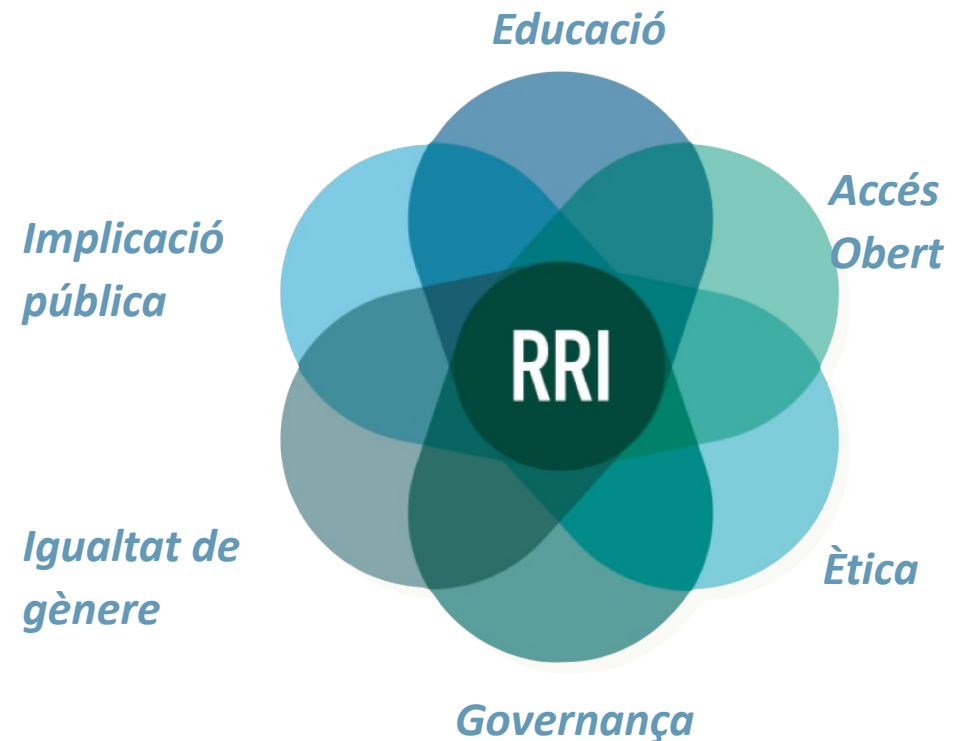 Educació
Accés
Obert
Implicació
pública
RRI
Igualtat de
gènere
Ètica
Governança